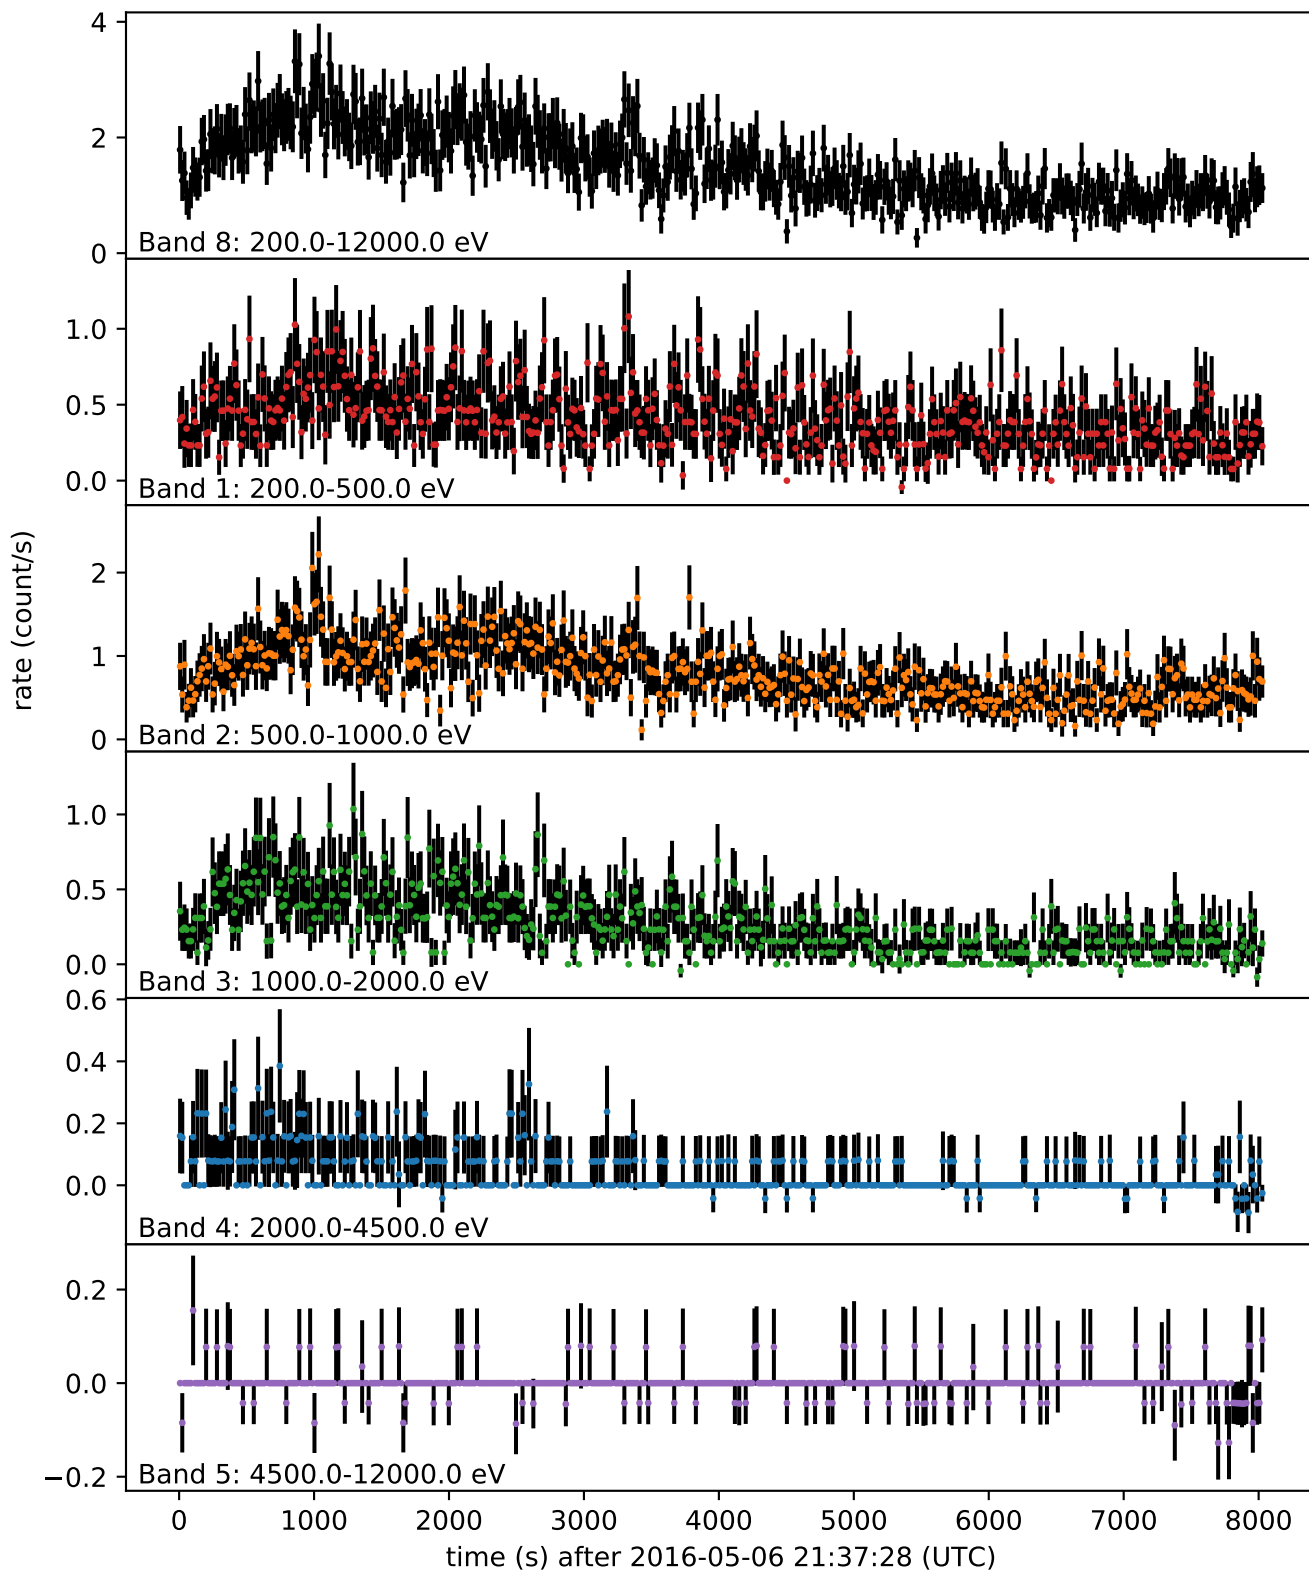 4
2
0
Band 8: 200.0-12000.0 eV
1.0
0.5
0.0
Band 1: 200.0-500.0 eV
rate (count/s)
2
1
0
Band 2: 500.0-1000.0 eV
1.0
0.5
0.0
Band 3: 1000.0-2000.0 eV
0.6
0.4
0.2
0.0
Band 4: 2000.0-4500.0 eV
0.2
0.0
−0.2
Band 5: 4500.0-12000.0 eV
0 1000 2000 3000 4000 5000 6000 7000 8000
time (s) after 2016-05-06 21:37:28 (UTC)